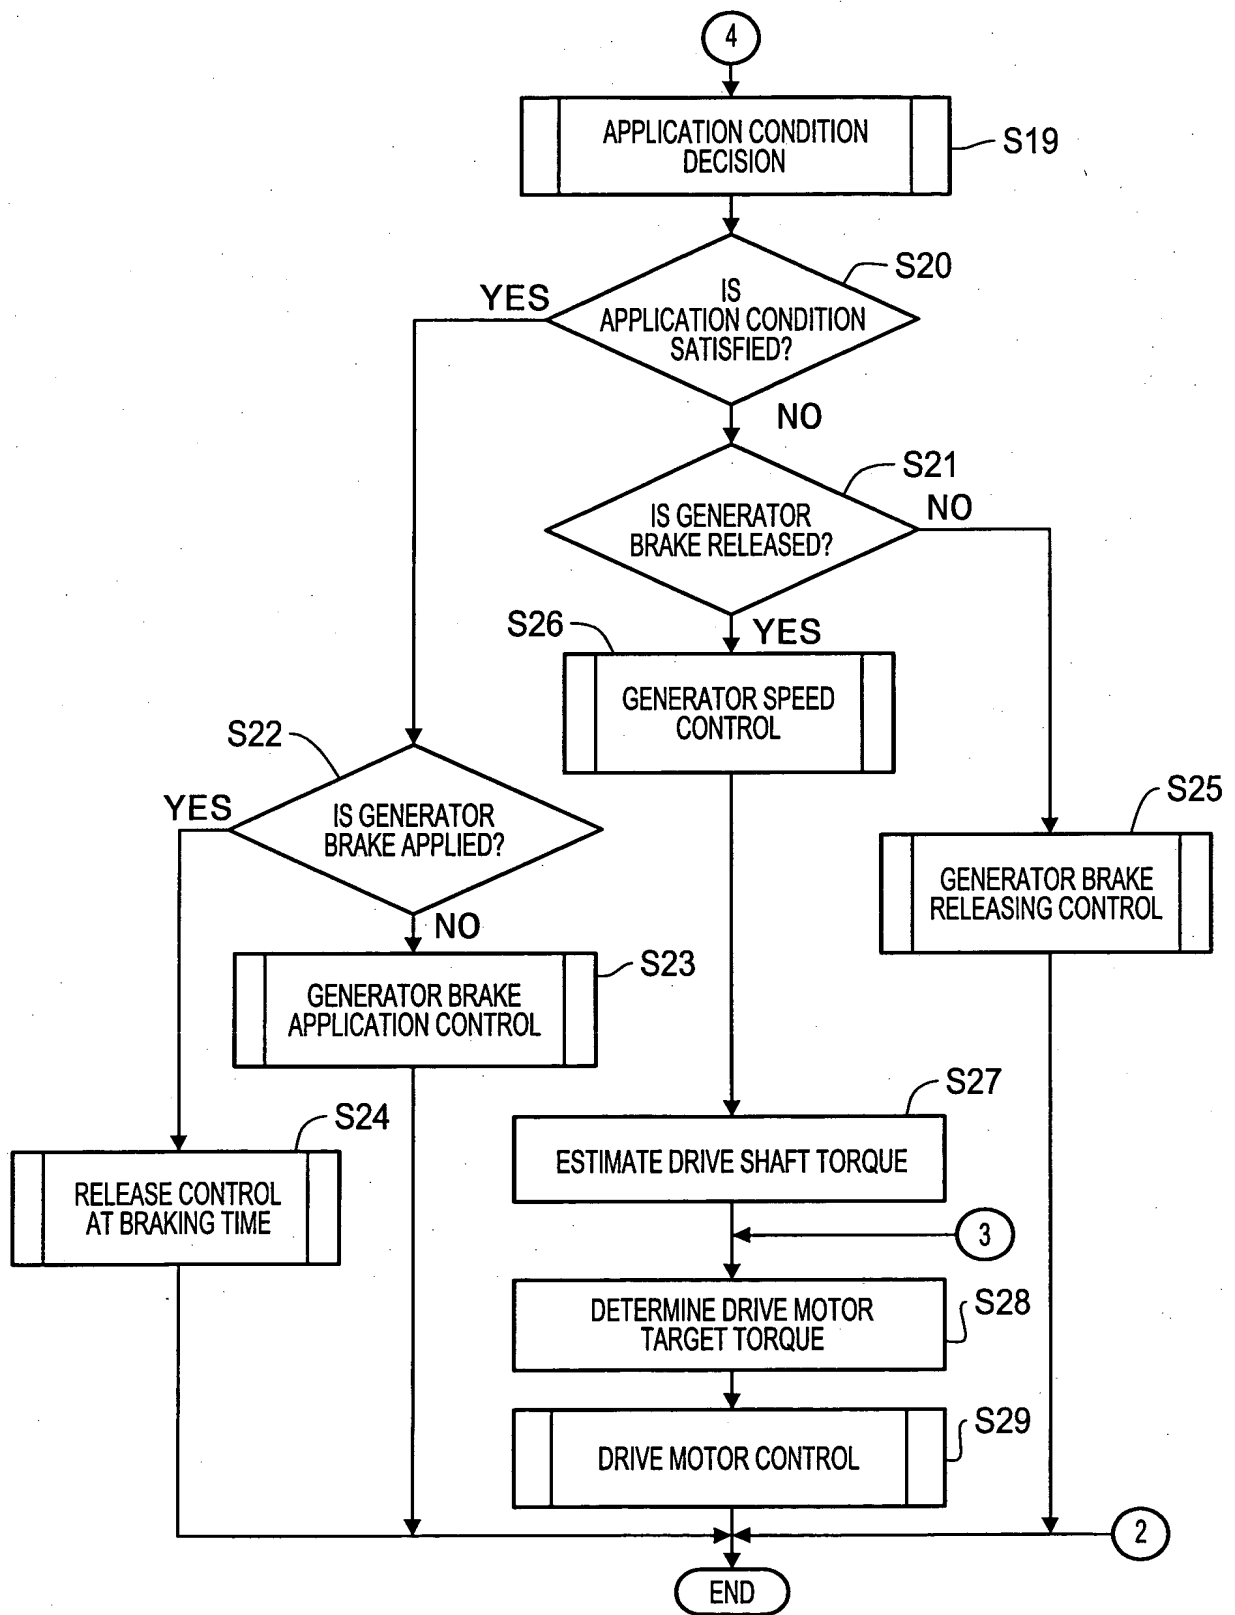 4
APPLICATION CONDITION
DECISION
S19
S20
YES
IS
APPLICATION CONDITION
SATISFIED?
NO
S21
IS GENERATOR
BRAKE RELEASED?
NO
YES
S26
GENERATOR SPEED
CONTROL
S22
YES
IS GENERATOR
BRAKE APPLIED?
NO
S25
GENERATOR BRAKE
RELEASING CONTROL
S23
GENERATOR BRAKE
APPLICATION CONTROL
S27
ESTIMATE DRIVE SHAFT TORQUE
S24
RELEASE CONTROL
AT BRAKING TIME
3
DETERMINE DRIVE MOTOR
TARGET TORQUE
S28
DRIVE MOTOR CONTROL
S29
2
END